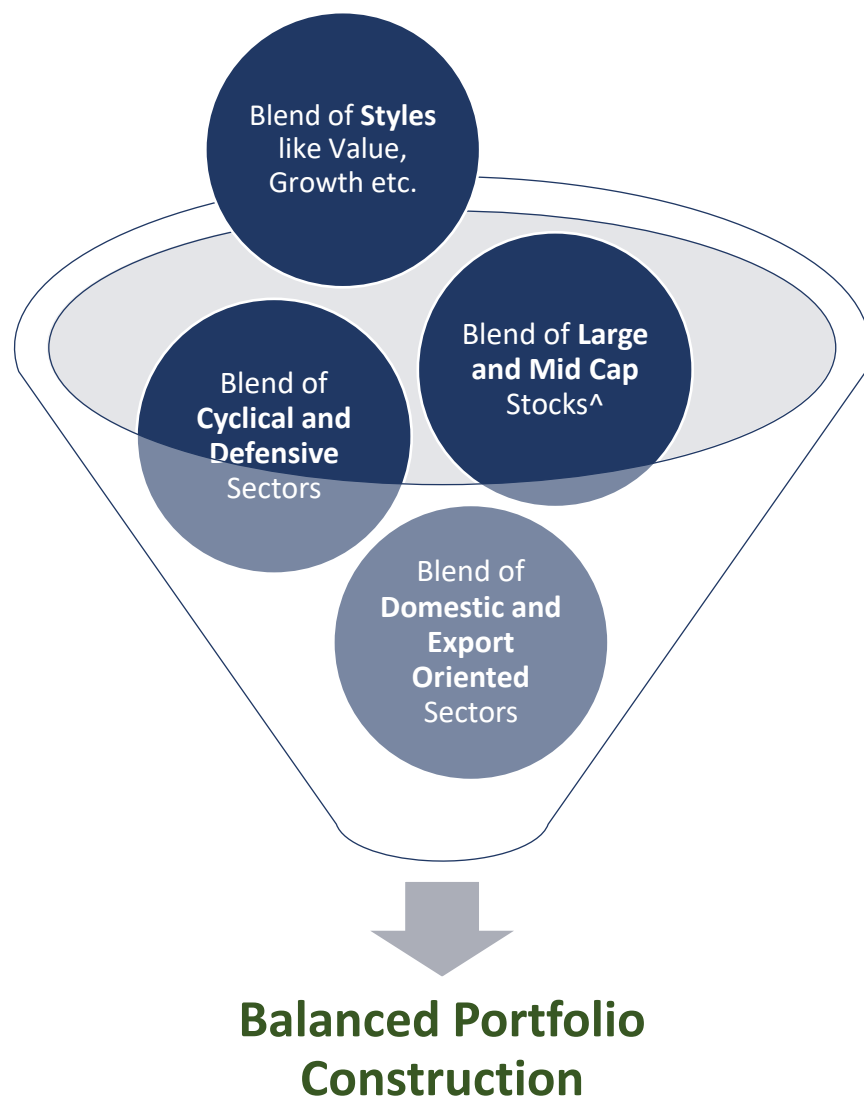 Blend of Styles
like Value,
Growth etc.
Blend of Large
and Mid Cap
Stocks^
Blend of
Cyclical and
Defensive
Sectors
Blend of
Domestic and
Export
Oriented
Sectors
Balanced Portfolio
Construction